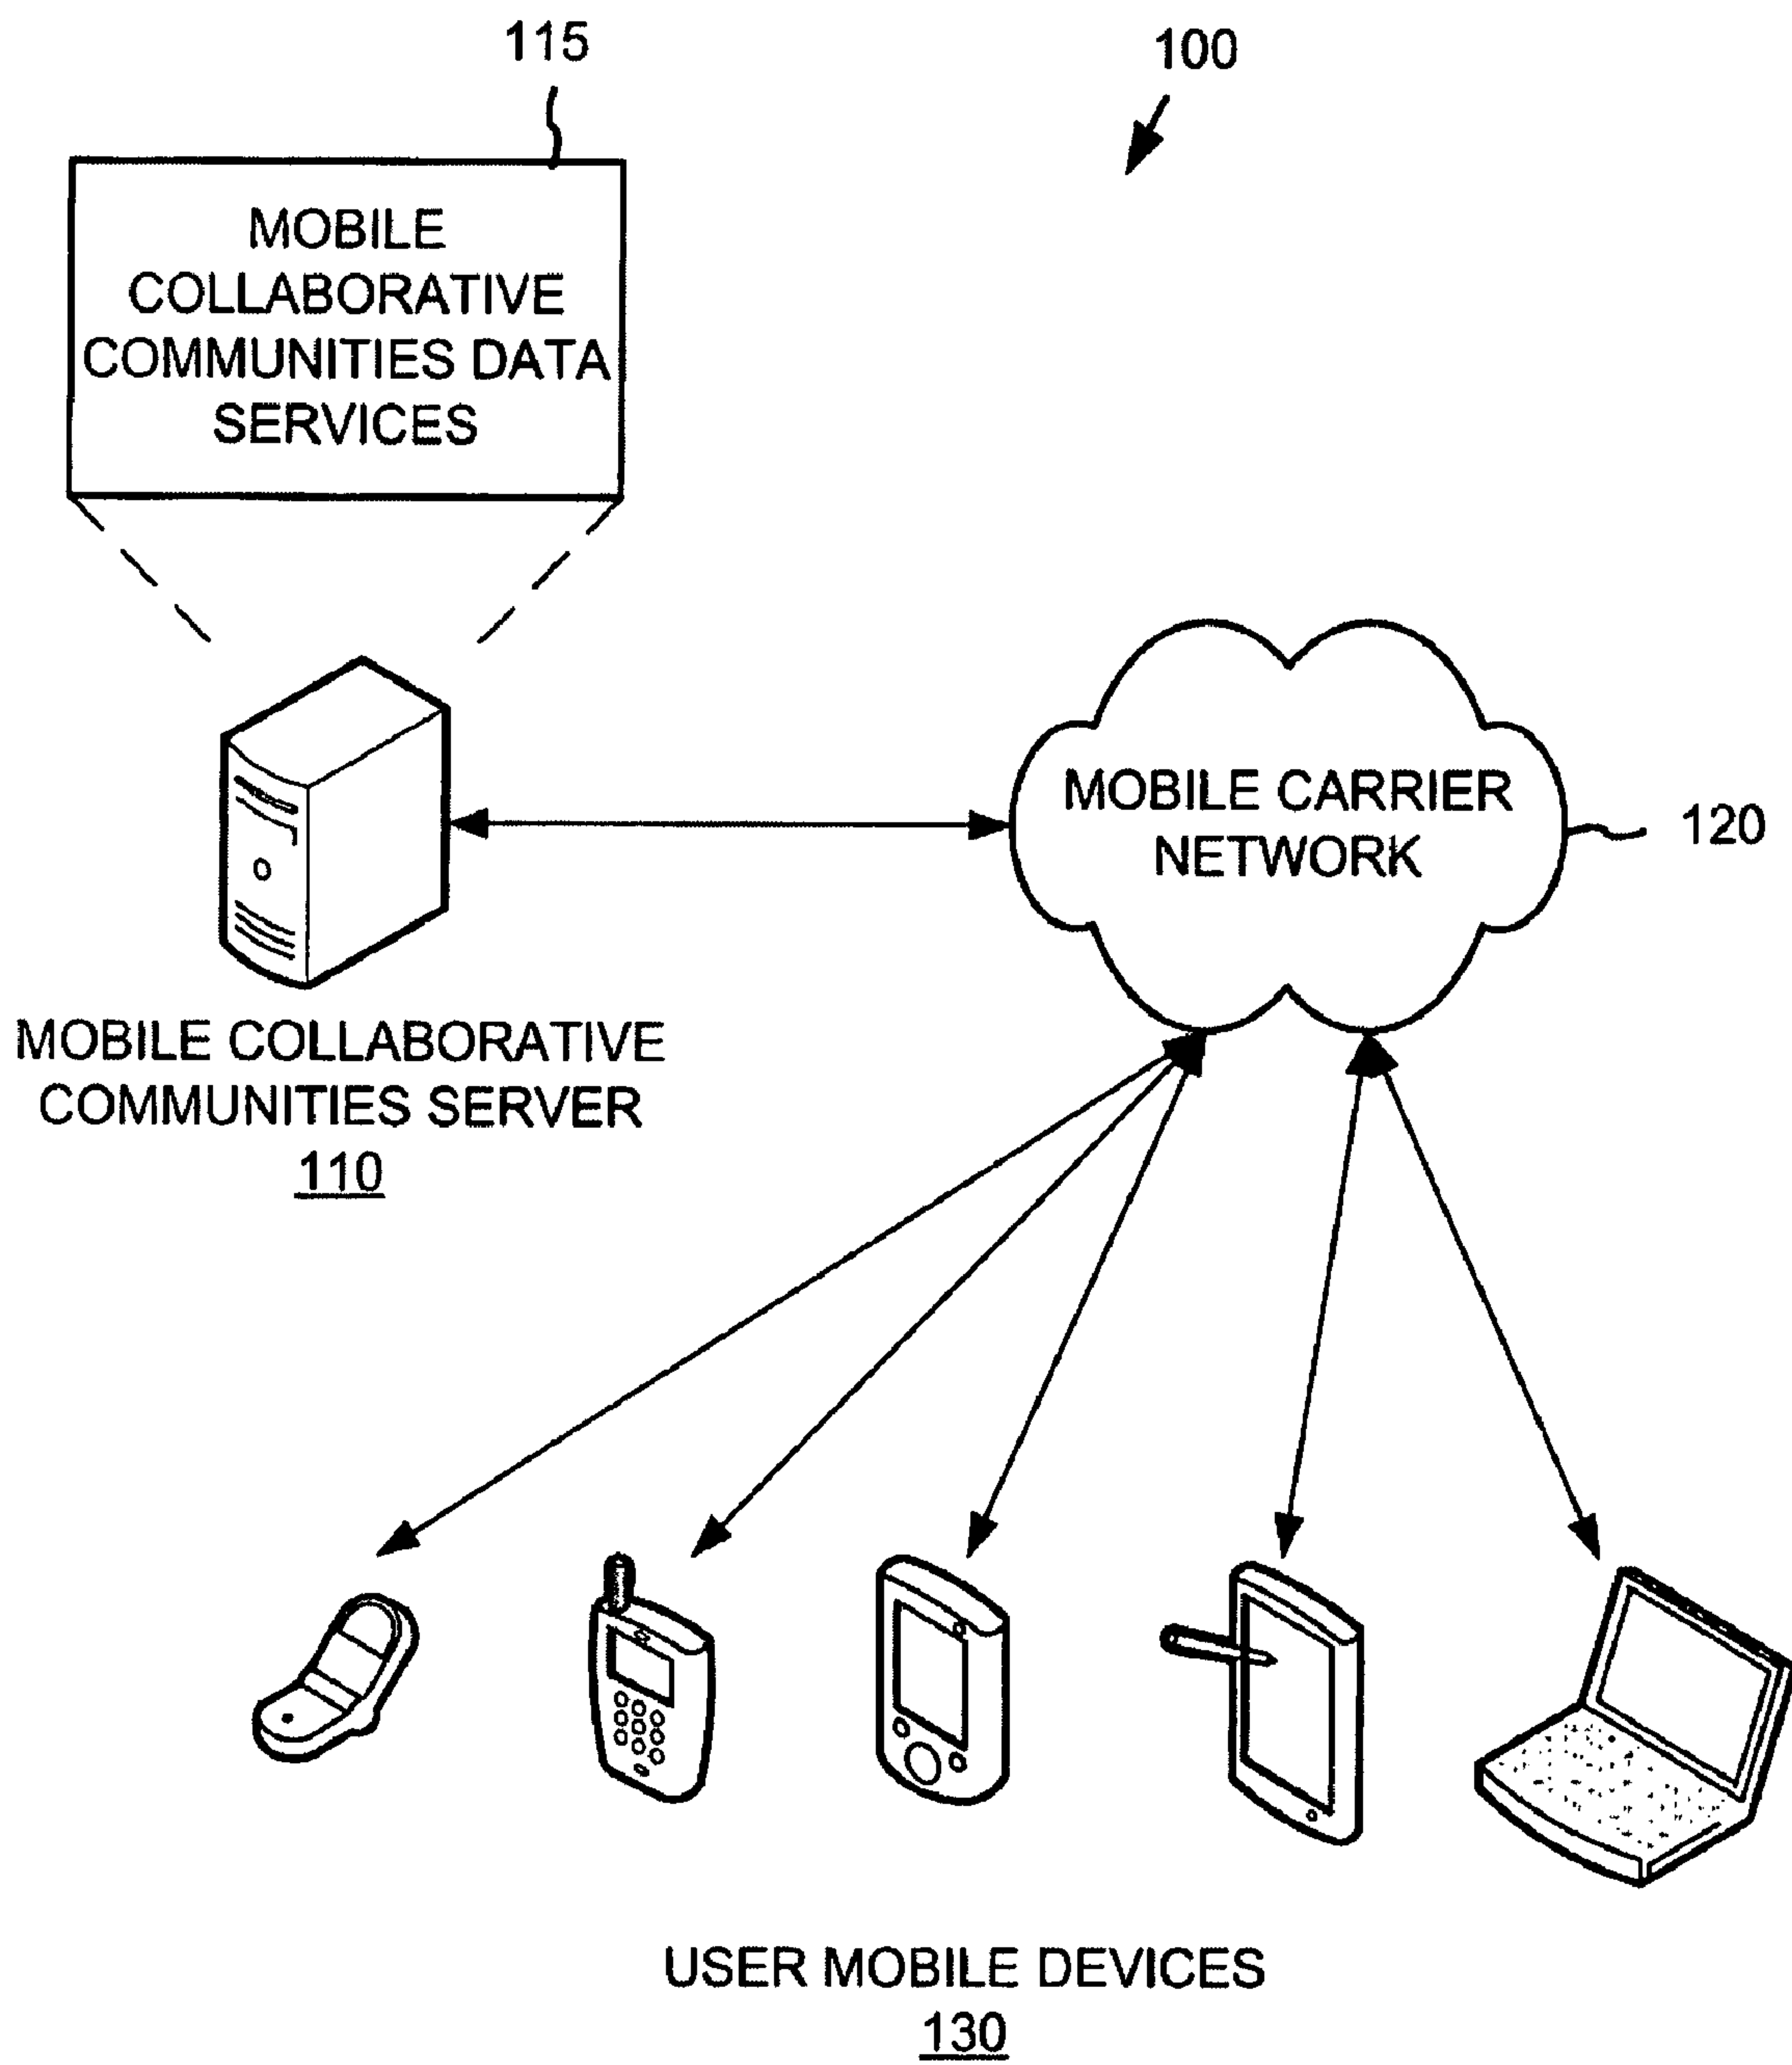 115
100
MOBILE
COLLABORATIVE
COMMUNITIES DATA
SERVICES
MOBILE CARRIER
NETWORK
120
MOBILE COLLABORATIVE
COMMUNITIES SERVER
110
USER MOBILE DEVICES
130